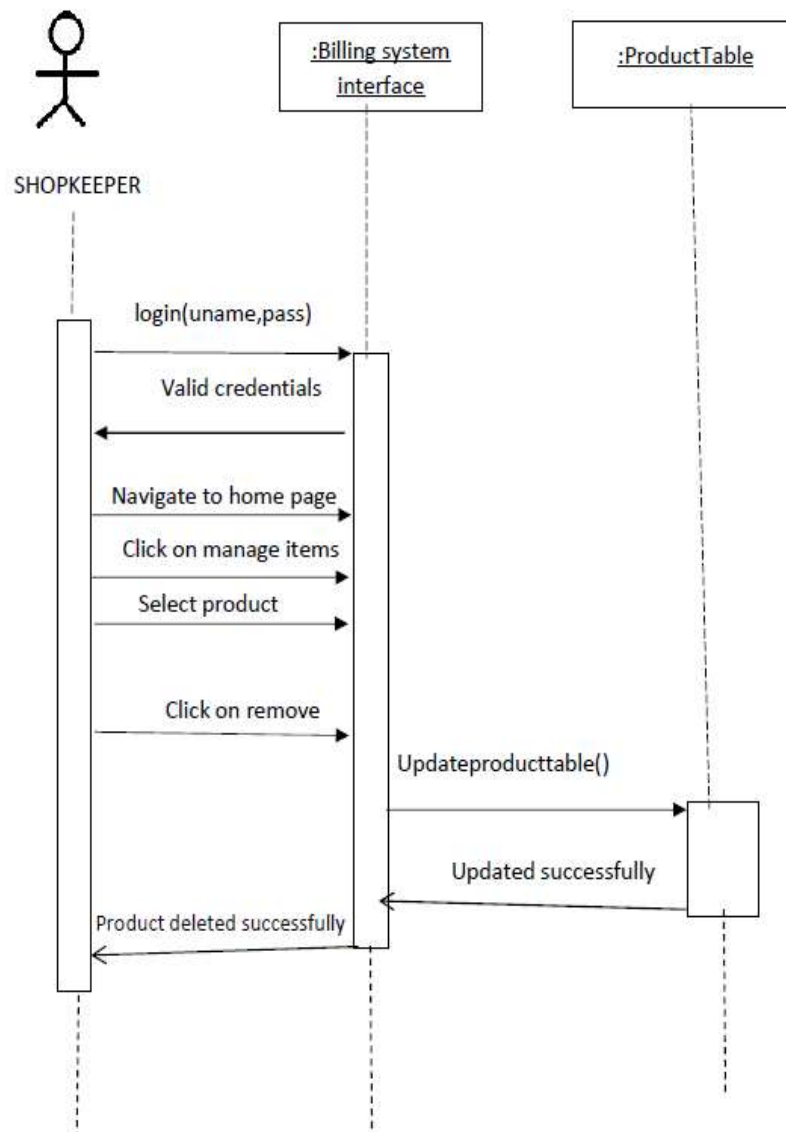 :Billing system
interface
:ProductTable
SHOPKEEPER
login(uname,pass)
Valid credentials
Navigate to home page
Click on manage items
Select product
Click on remove
Updateproducttable()
Updated successfully
Product deleted successfully